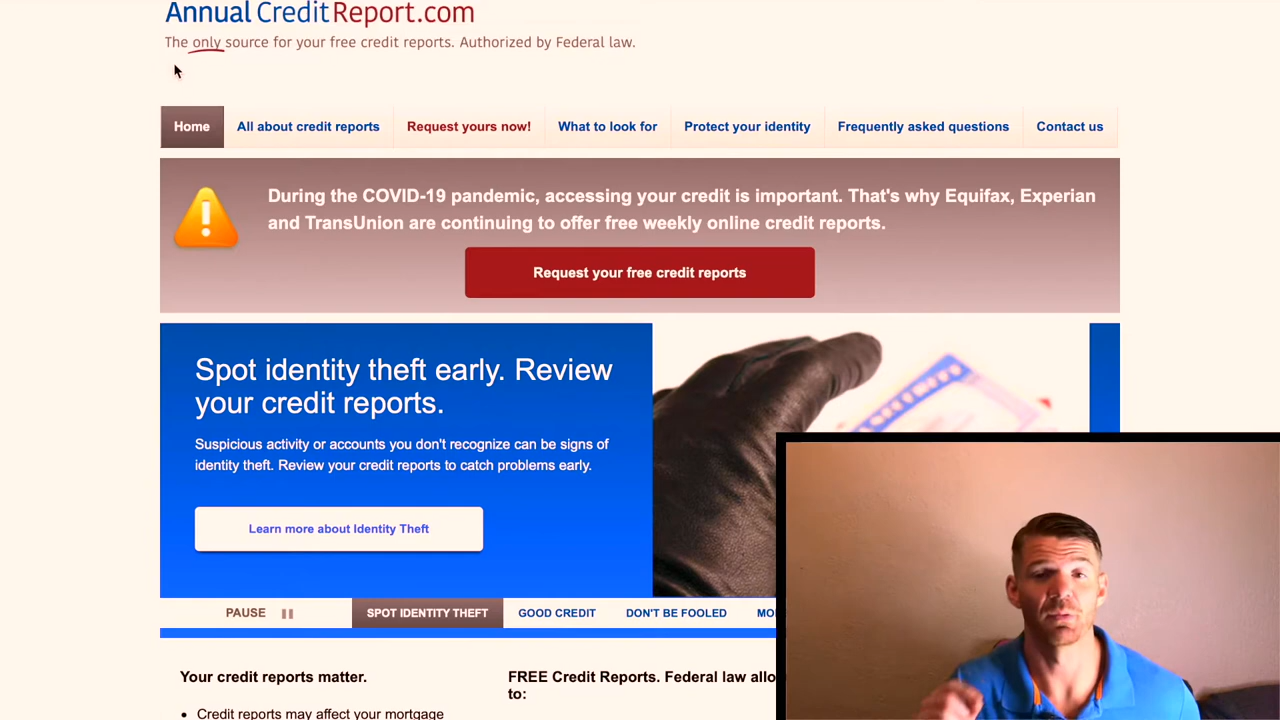 Annual CreditReport.com
The only source for your free credit reports. Authorized by Federal law.
Home All about credit reports Request yours now! What to look for Protect your identity Frequently asked questions Contact us
During the COVID-19 pandemic, accessing your credit is important. That's why Equifax, Experian
and TransUnion are continuing to offer free weekly online credit reports.
Request your free credit reports
Spot identity theft early. Review
your credit reports.
Suspicious activity or accounts you don't recognize can be signs of
identity theft. Review your credit reports to catch problems early.
Learn more about Identity Theft
PAUSE SPOT IDENTITY THEFT GOOD CREDIT DON'T BE FOOLED
Your credit reports matter.
Credit reports may affect your mortgage
FREE Credit Reports. Federal law allo
to: